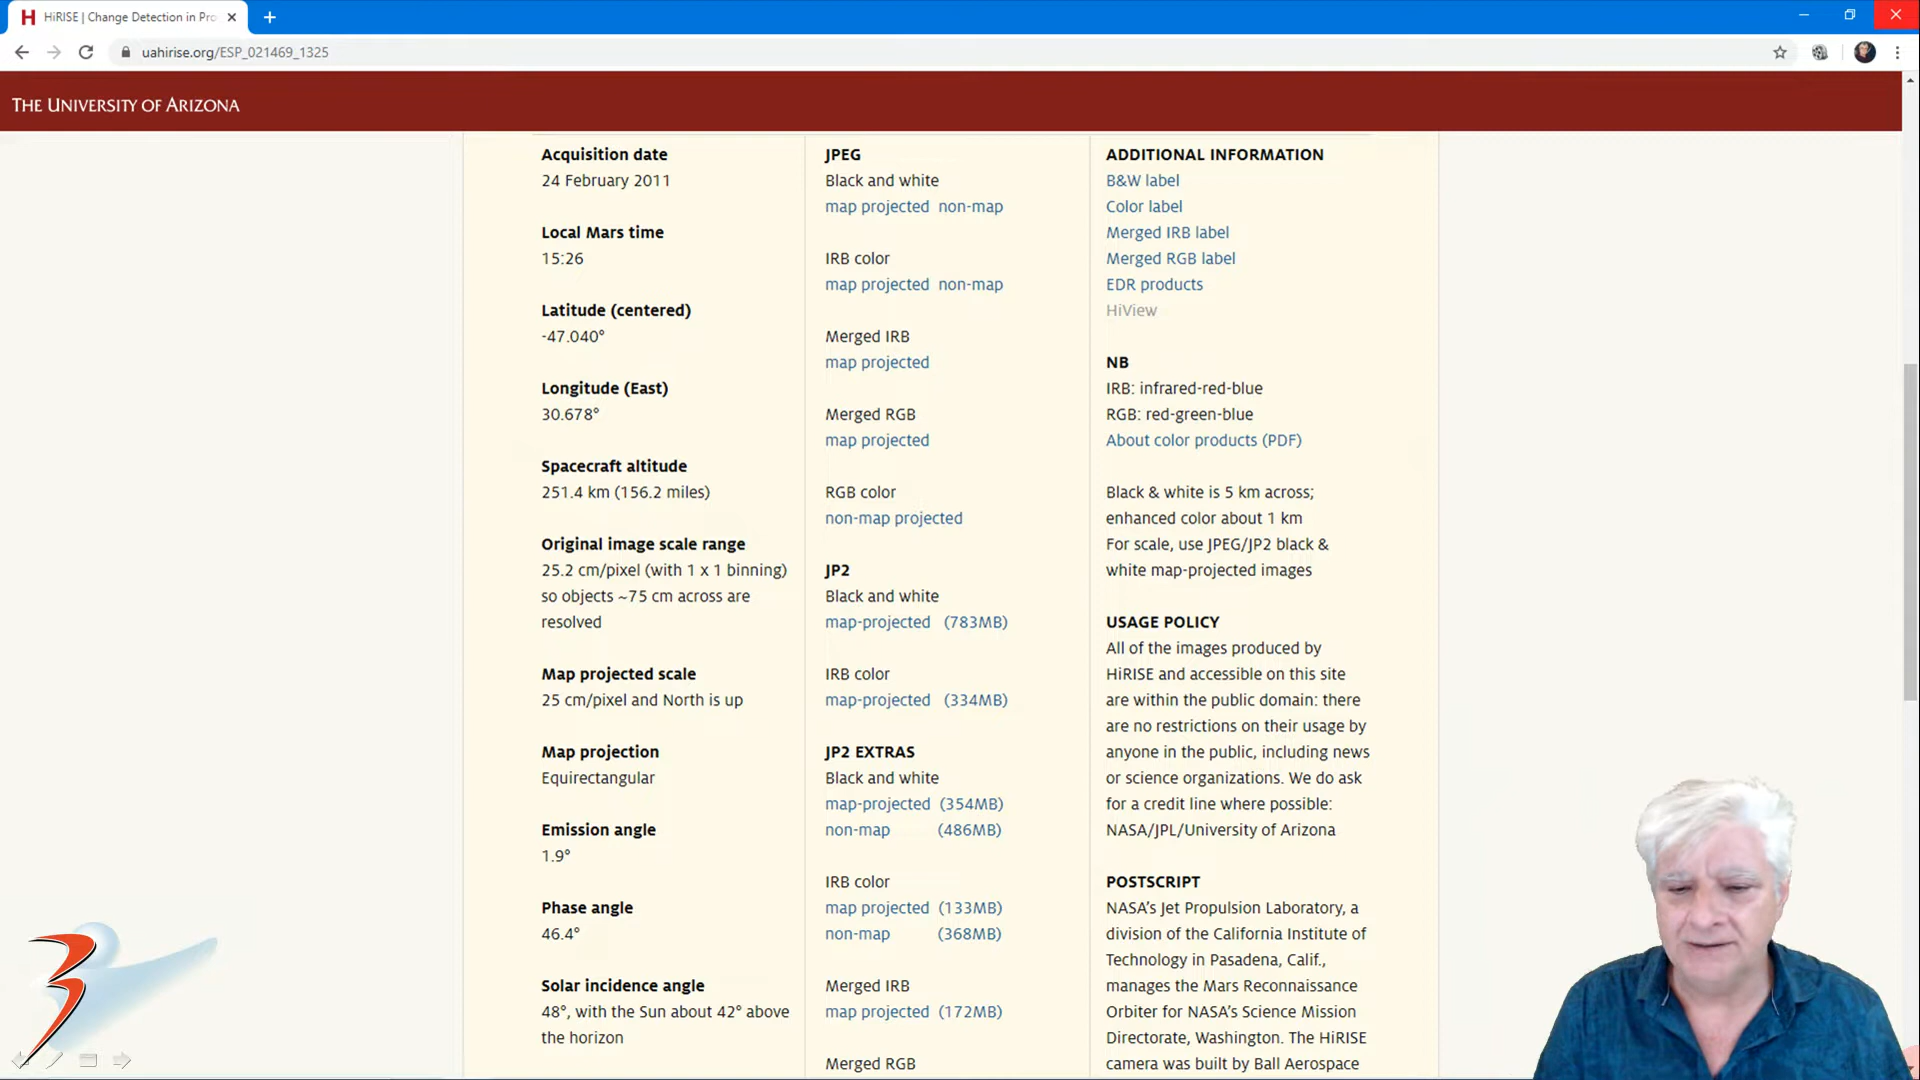 HiRISE | Change Detection in Pro
uahirise.org/ESP_021469_1325
THE UNIVERSITY OF ARIZONA
Acquisition date
24 February 2011
Local Mars time
15:26
Latitude (centered)
-47.040°
Longitude (East)
30.678°
Spacecraft altitude
251.4 km (156.2 miles)
Original image scale range
25.2 cm/pixel (with 1 x 1 binning)
so objects ~75 cm across are
resolved
Map projected scale
25 cm/pixel and North is up
Map projection
Equirectangular
Emission angle
1.9°
Phase angle
46.4°
Solar incidence angle
48°, with the Sun about 42° above
the horizon
JPEG
Black and white
map projected non-map
IRB color
map projected non-map
Merged IRB
map projected
Merged RGB
map projected
RGB color
non-map projected
JP2
Black and white
map-projected (783MB)
IRB color
map-projected (334MB)
JP2 EXTRAS
Black and white
map-projected (354MB)
non-map (486MB)
IRB color
map projected (133MB)
non-map (368MB)
Merged IRB
map projected (172MB)
Merged RGB
ADDITIONAL INFORMATION
B&W label
Color label
Merged IRB label
Merged RGB label
EDR products
HiView
NB
IRB: infrared-red-blue
RGB: red-green-blue
About color products (PDF)
Black & white is 5 km across;
enhanced color about 1 km
For scale, use JPEG/JP2 black &
white map-projected images
USAGE POLICY
All of the images produced by
HiRISE and accessible on this site
are within the public domain: there
are no restrictions on their usage by
anyone in the public, including news
or science organizations. We do ask
for a credit line where possible:
NASA/JPL/University of Arizona
POSTSCRIPT
NASA's Jet Propulsion Laboratory, a
division of the California Institute of
Technology in Pasadena, Calif.,
manages the Mars Reconnaissance
Orbiter for NASA's Science Mission
Directorate, Washington. The HiRISE
camera was built by Ball Aerospace